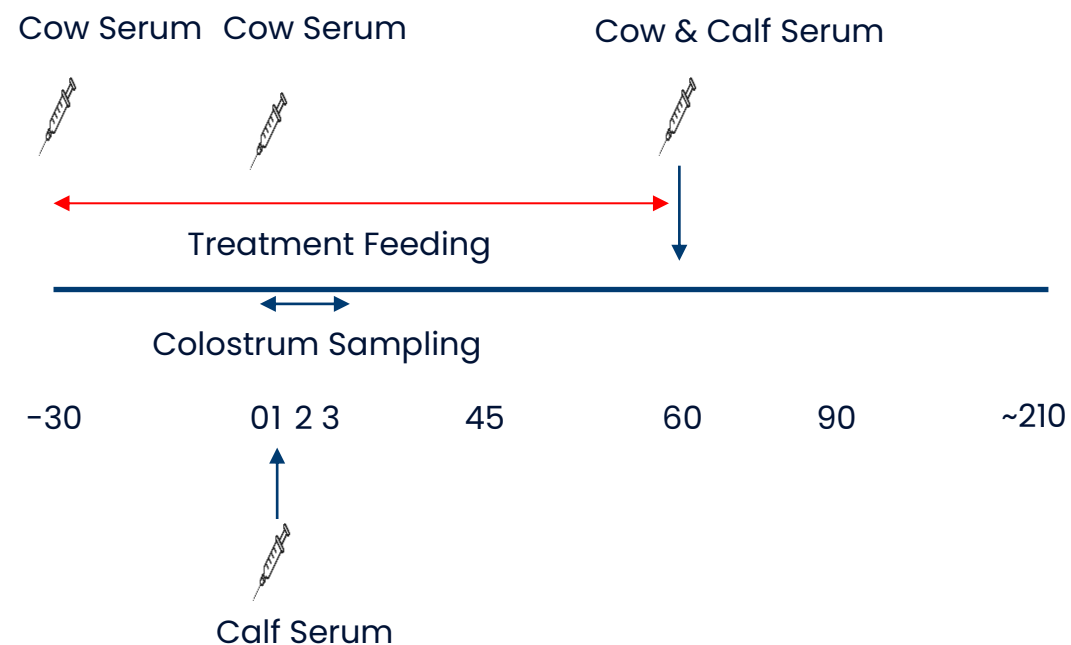 Cow Serum Cow Serum Cow & Calf Serum
Treatment Feeding
Colostrum Sampling
-30 01 2 3 45 60 90 ~210
Calf Serum